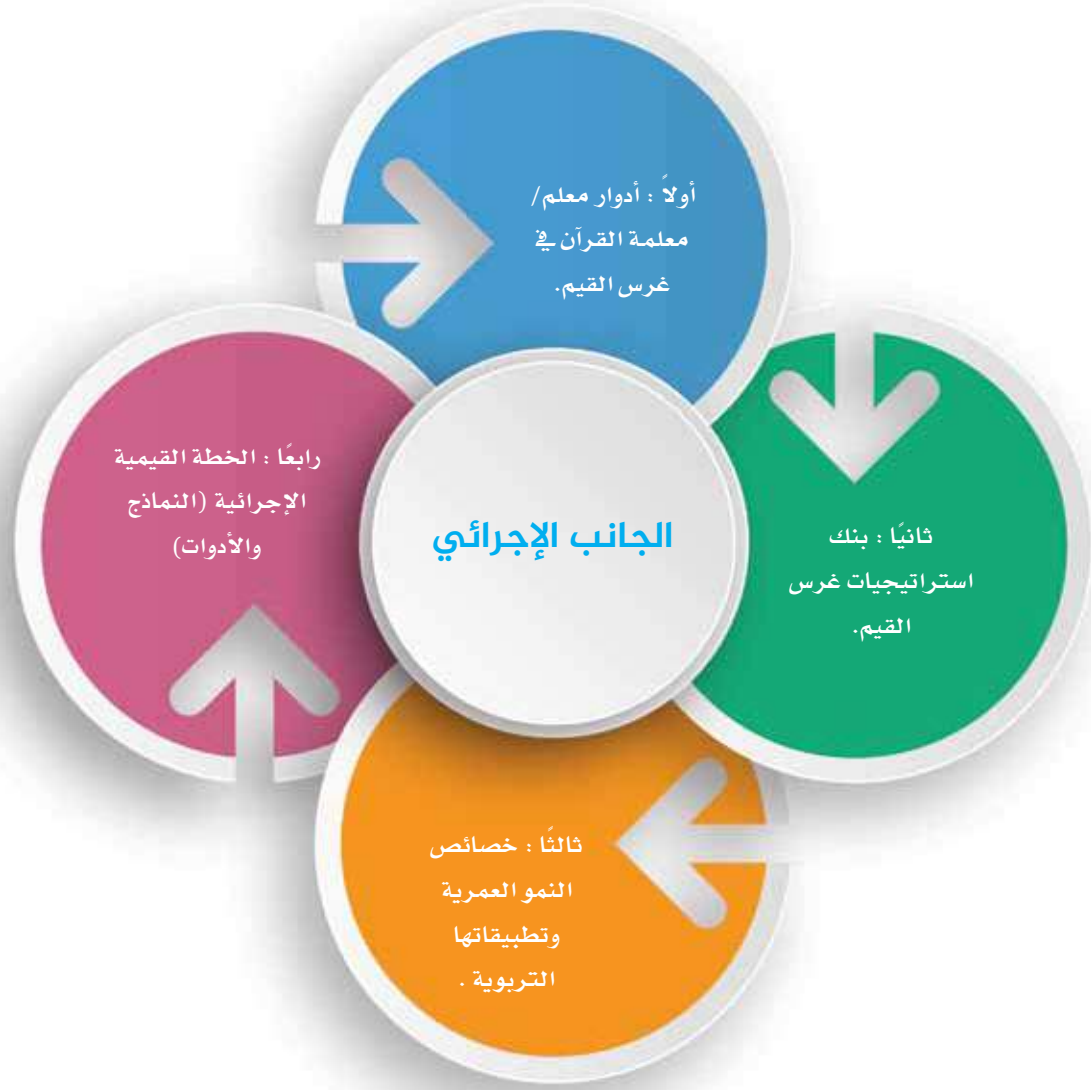 الجانب الإجرائي
أولاً : أدوار معلم/
معلمة القرآن في
غرس القيم.
ثانيًا : بنك
استراتيجيات غرس
القيم.
ثالثًا : خصائص
النمو العمرية
وتطبيقاتها
التربوية .
رابعًا : الخطة القيمية
الإجرائية (النماذج
والأدوات)